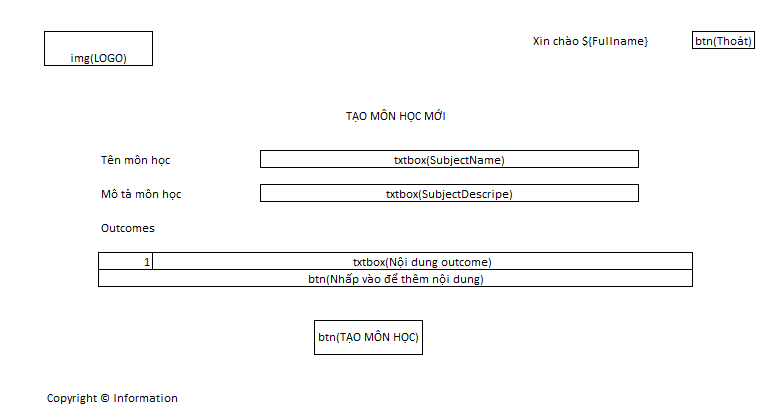 img(LOGO)
Xin chào ${Fullname}
btn(Thoát)
TẠO MÔN HỌC MỚI
Tên môn học
txtbox(SubjectName)
Mô tả môn học
txtbox(SubjectDescripe)
Outcomes
1
txtbox(Nội dung outcome)
btn(Nhấp vào để thêm nội dung)
btn(TẠO MÔN HỌC)
Copyright © Information